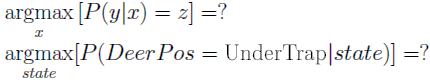 argmax [P(y|x) = z] =?
x
argmax[P(DeerPos = UnderTrap|state)] =?
state